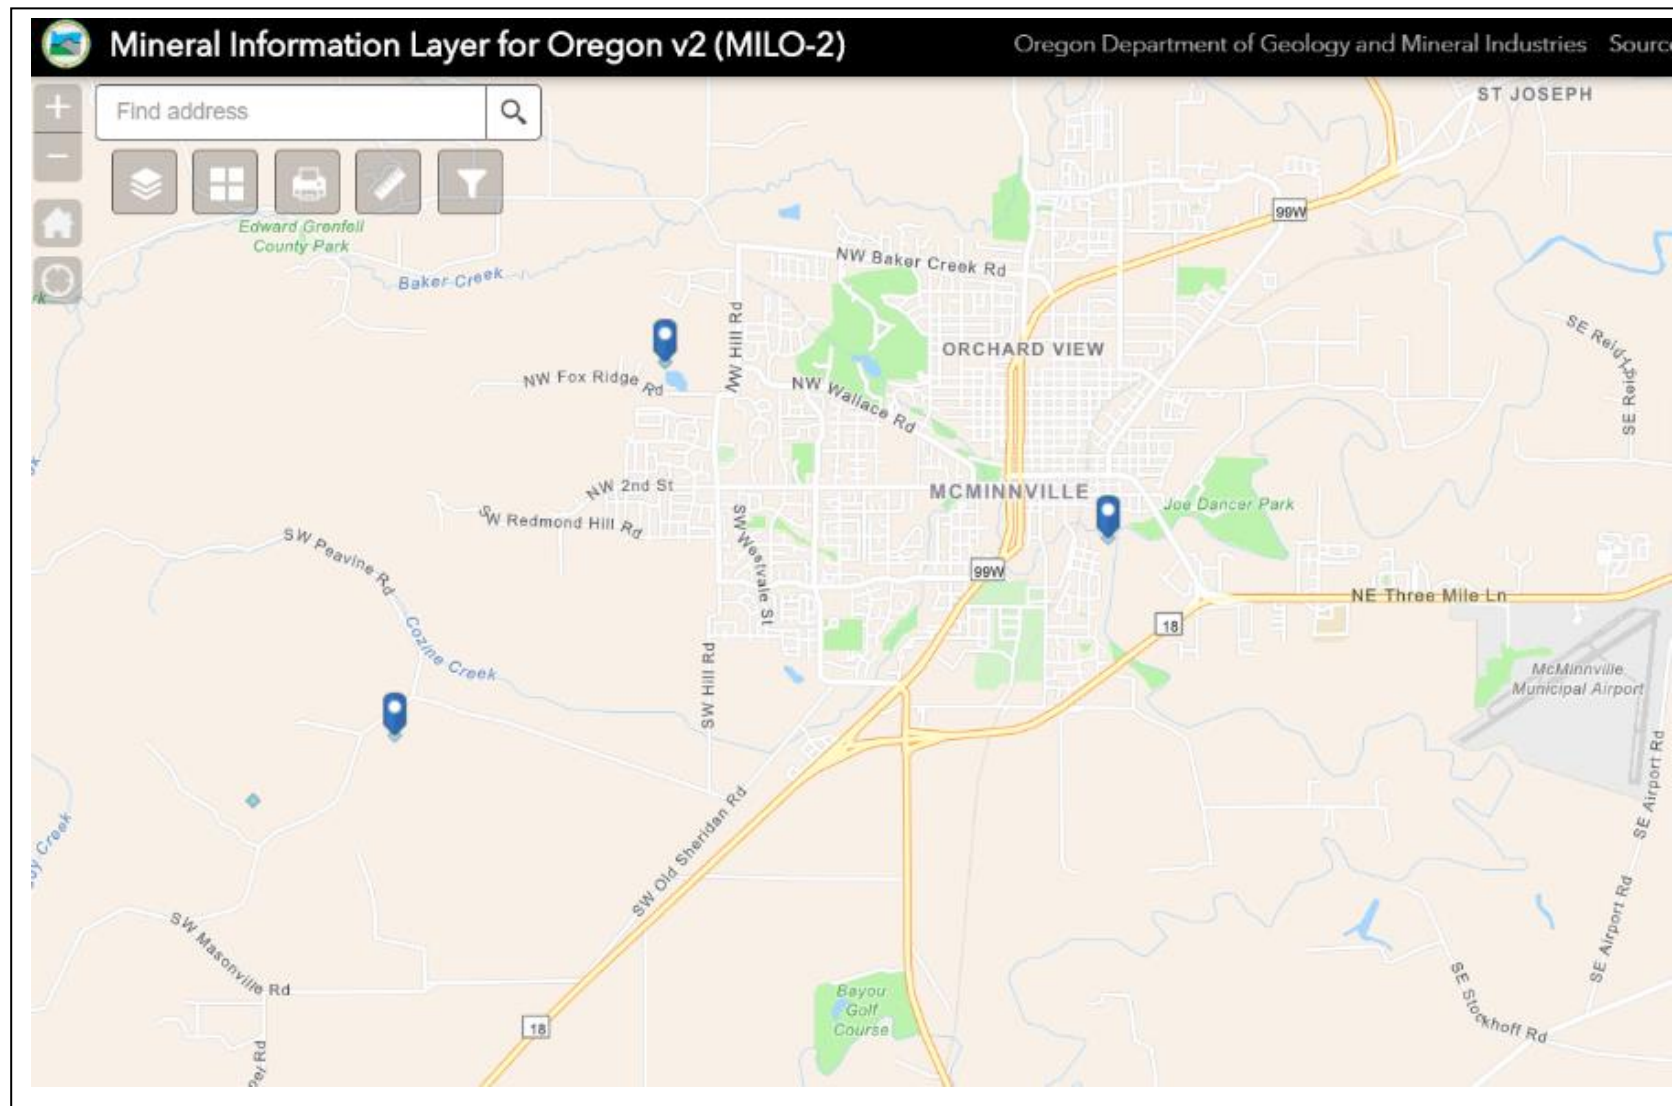 Mineral Information Layer for Oregon v2 (MILO-2)
Oregon Department of Geology and Mineral Industries
Find address
ST JOSEPH
99W
Edward Grenfell
County Park
Baker Creek
NW Baker Creek Rd
NW Hill Rd
SE Reid
SE Reid
ORCHARD VIEW
NW Fox Ridge Rd
NW Wallace Rd
NW 2nd St
MCMINNVILLE
Joe Dancer Park
SW Redmond Hill Rd
SW Peavine Rd
SW Westvale St
99W
NE Three Mile Ln
18
Cozine Creek
SW Hill Rd
McMinnville
Municipal Airport
SE Airport Rd
SW Old Sheridan Rd
Creek
SW Masonville Rd
SE Airport Rd
SE Stockhoff Rd
Bayou
Golf
Course
18
Rd